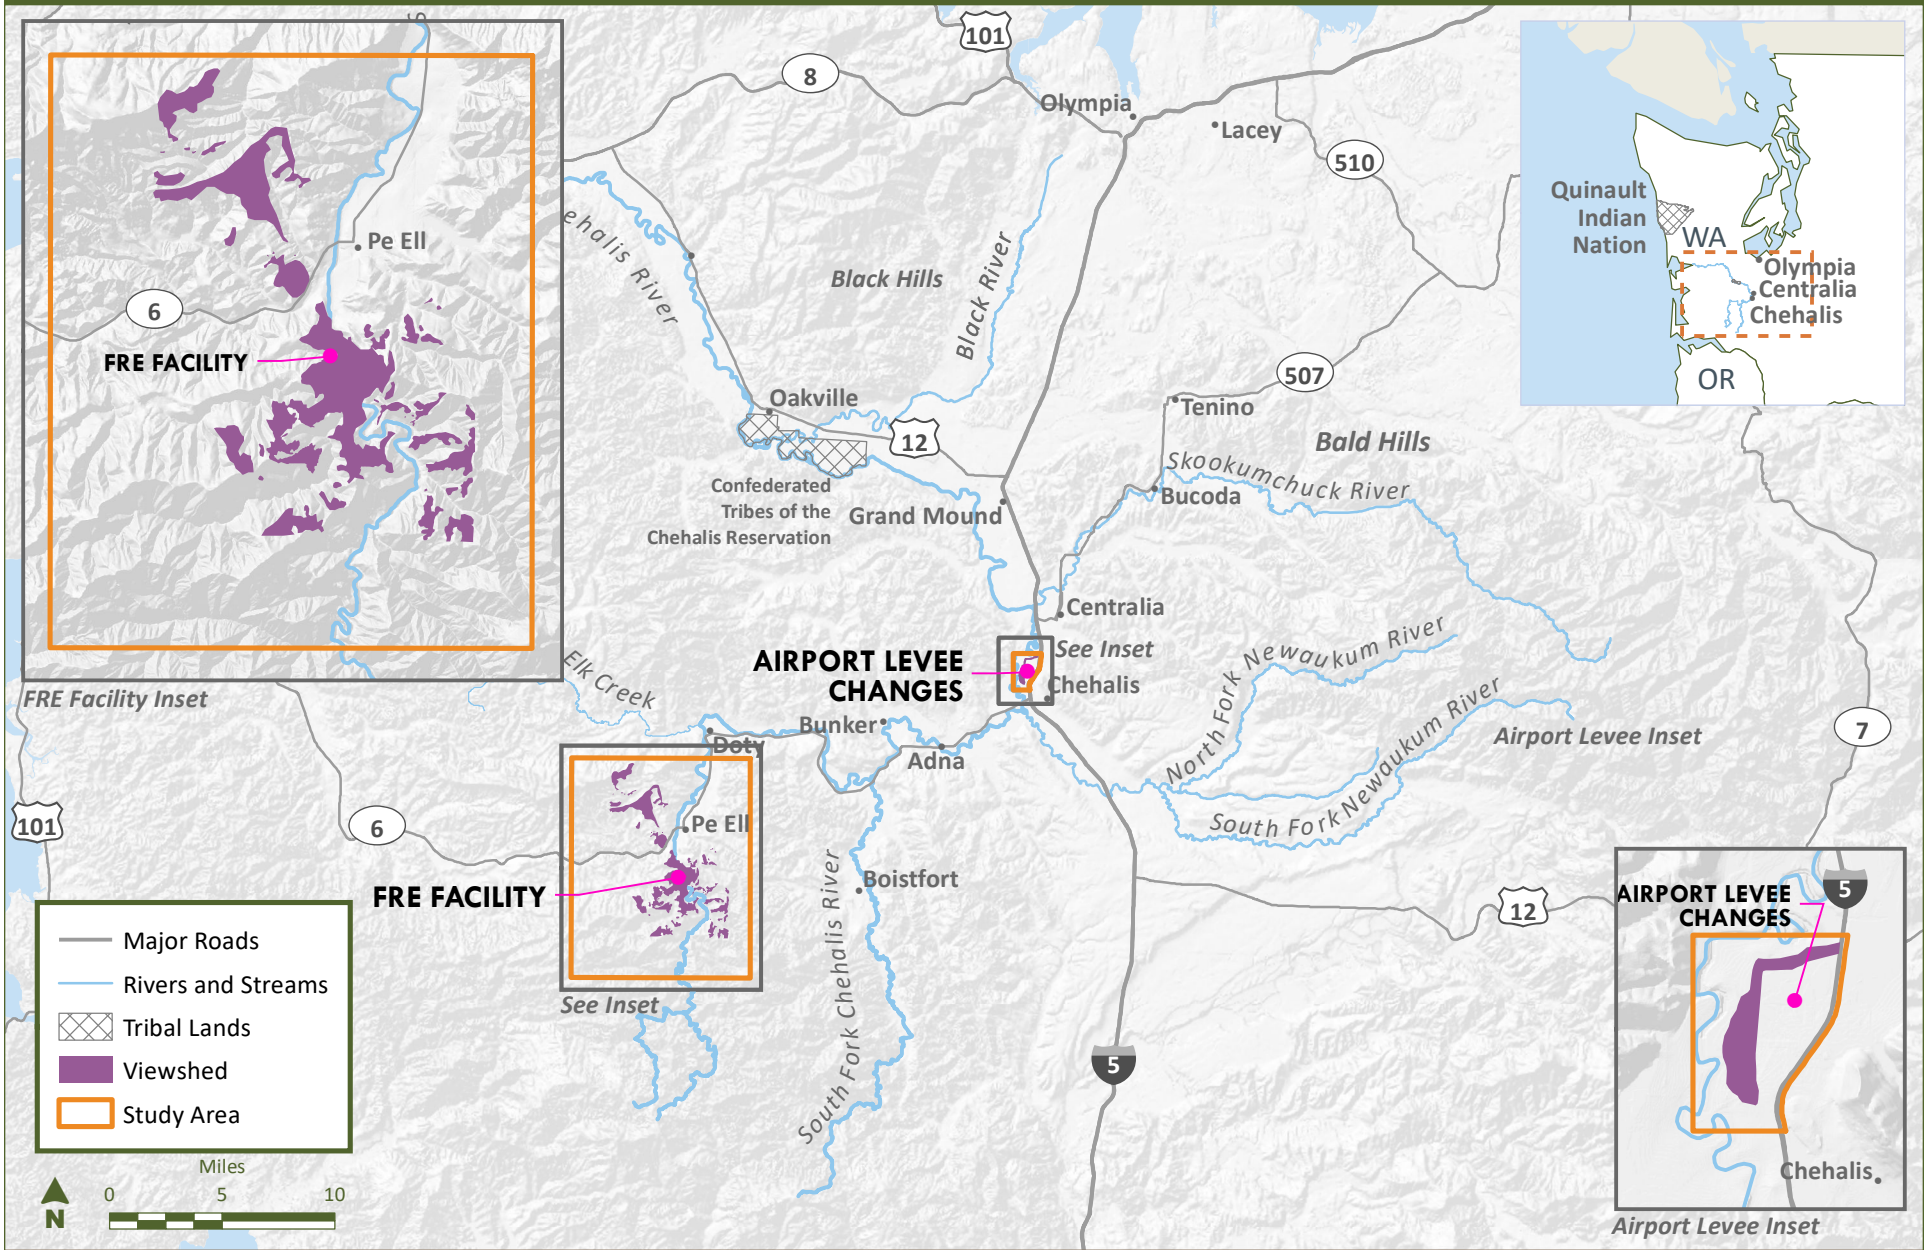 Pe Ell
6
FRE FACILITY
FRE Facility Inset
101
8
Olympia
Lacey
510
ehalis River
Black Hills
Black River
507
Oakville
12
Tenino
Bald Hills
Skookumchuck River
Bucoda
Confederated
Tribes of the
Chehalis Reservation
Grand Mound
Centralia
See Inset
AIRPORT LEVEE
CHANGES
Chehalis
North Fork Newaukum River
South Fork Newaukum River
Airport Levee Inset
7
Elk Creek
Doty
Bunker
Adna
101
6
Pe Ell
FRE FACILITY
See Inset
Boistfort
South Fork Chehalis River
12
5
Quinault
Indian
Nation
WA
Olympia
Centralia
Chehalis
OR
AIRPORT LEVEE
CHANGES
5
Chehalis
Airport Levee Inset
Major Roads
Rivers and Streams
Tribal Lands
Viewshed
Study Area
Miles
0 5 10
N